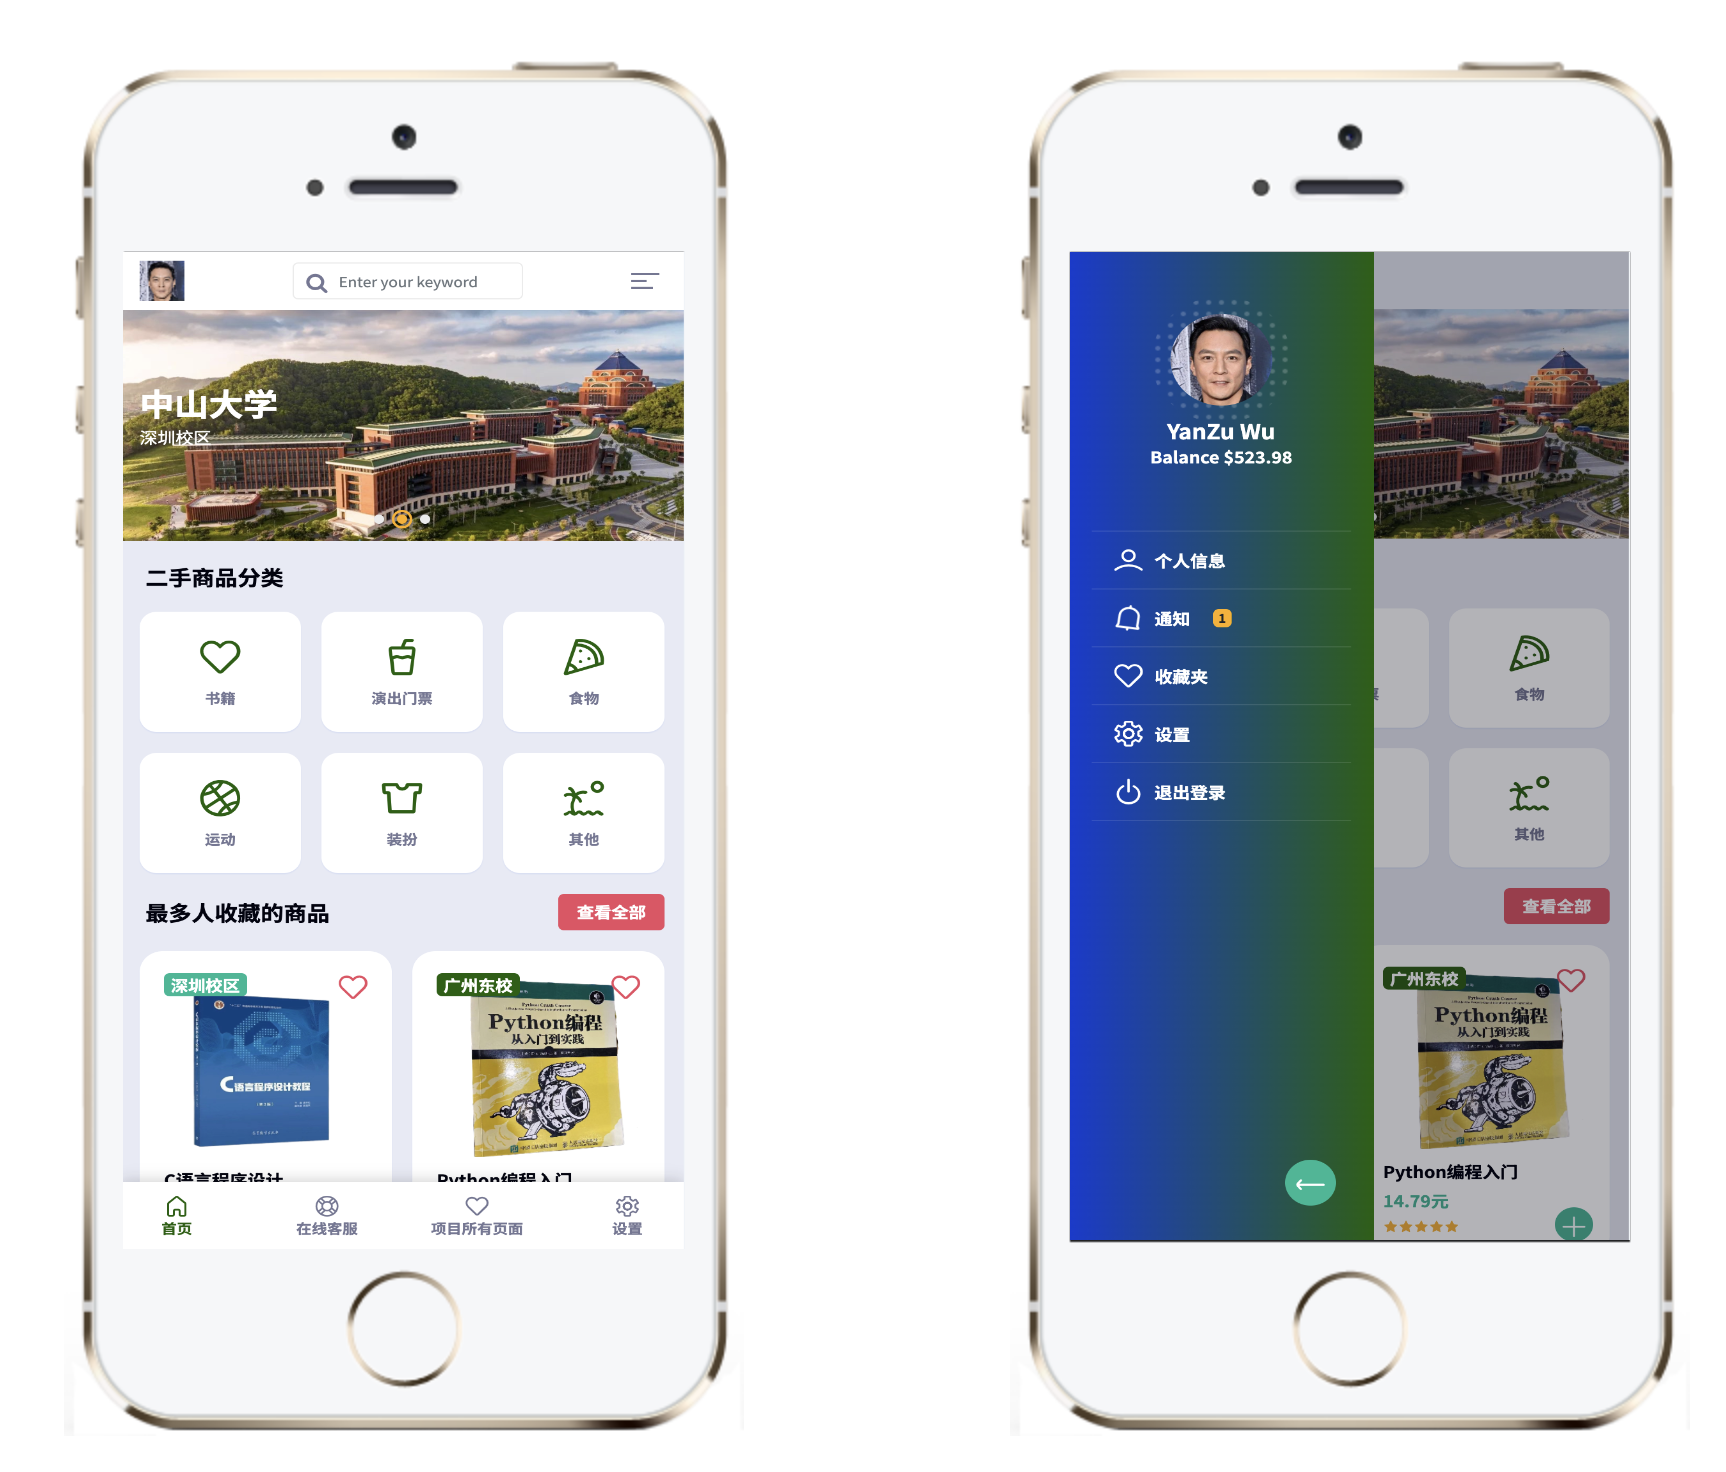 Enter your keyword
中山大学
深圳校区
二手商品分类
书籍
演出门票
食物
运动
装扮
其他
最多人收藏的商品
查看全部
深圳校区
C语言程序设计教程
C语言程序设计
广州东校
Python Crash Course
Python编程
从入门到实践
Python编程入门
首页
在线客服
项目所有页面
设置
YanZu Wu
Balance $523.98
个人信息
通知 1
收藏夹
设置
退出登录
食物
其他
查看全部
广州东校
Python Crash Course
Python编程
从入门到实践
Python编程入门
14.79元